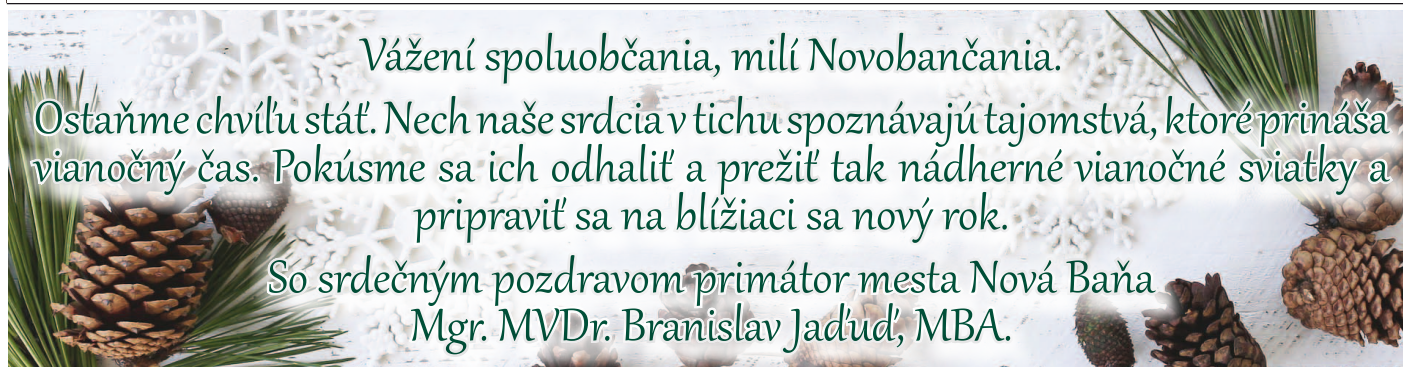 Vážení spoluobčania, milí Novobančania.
Ostaňme chvíľu stáť. Nech naše srdcia v tichu spoznávajú tajomstvá, ktoré prináša
vianočný čas. Pokúsme sa ich odhaliť a prežiť tak nádherné vianočné sviatky a
pripraviť sa na blížiaci sa nový rok.
So srdečným pozdravom primátor mesta Nová Baňa
Mgr. MVDr. Branislav Jaďuď, MBA.